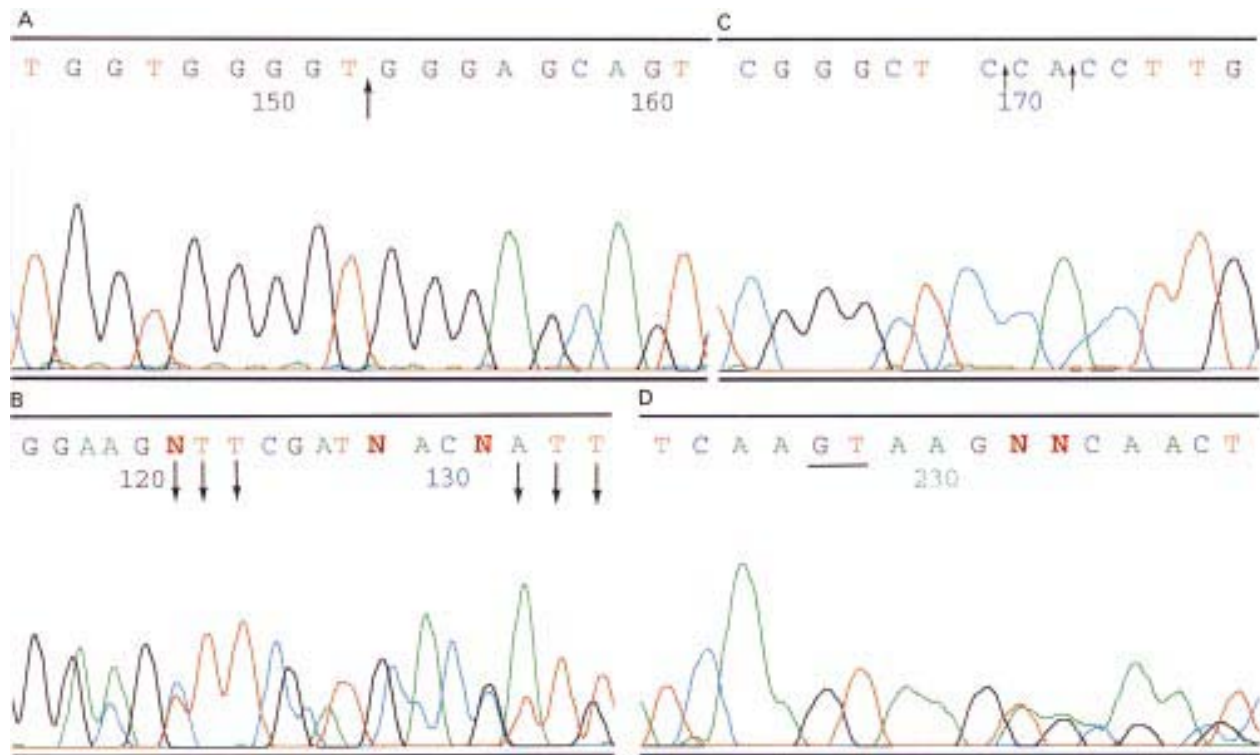 A
T G G T G G G G T G G G A G C A G T
150 160
C
C G G G C T C C A C C T T G
170
B
G G A A G N T T C G A T N A C N A T T
120 130
D
T C A A G T A A G N N C A A C T
230